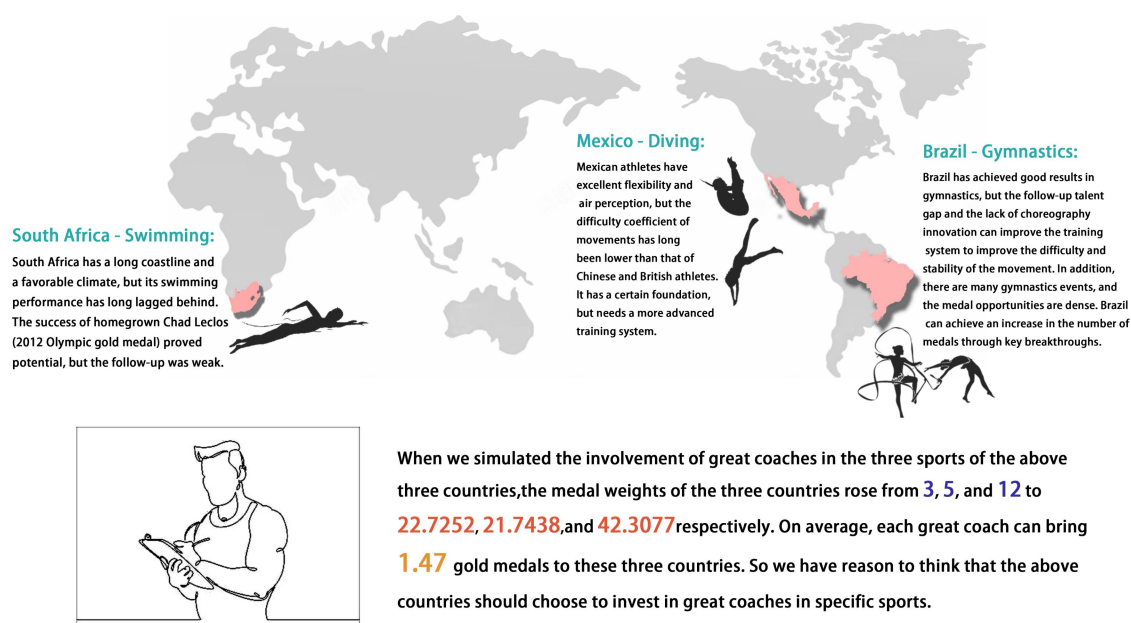 South Africa - Swimming:
South Africa has a long coastline and
a favorable climate, but its swimming
performance has long lagged behind.
The success of homegrown Chad Leclos
(2012 Olympic gold medal) proved
potential, but the follow-up was weak.
Mexico - Diving:
Mexican athletes have
excellent flexibility and
air perception, but the
difficulty coefficient of
movements has long
been lower than that of
Chinese and British athletes.
It has a certain foundation,
but needs a more advanced
training system.
Brazil - Gymnastics:
Brazil has achieved good results in
gymnastics, but the follow-up talent
gap and the lack of choreography
innovation can improve the training
system to improve the difficulty and
stability of the movement. In addition,
there are many gymnastics events, and
the medal opportunities are dense. Brazil
can achieve an increase in the number of
medals through key breakthroughs.
When we simulated the involvement of great coaches in the three sports of the above
three countries,the medal weights of the three countries rose from 3, 5, and 12 to
22.7252, 21.7438,and 42.3077respectively. On average, each great coach can bring
1.47 gold medals to these three countries. So we have reason to think that the above
countries should choose to invest in great coaches in specific sports.